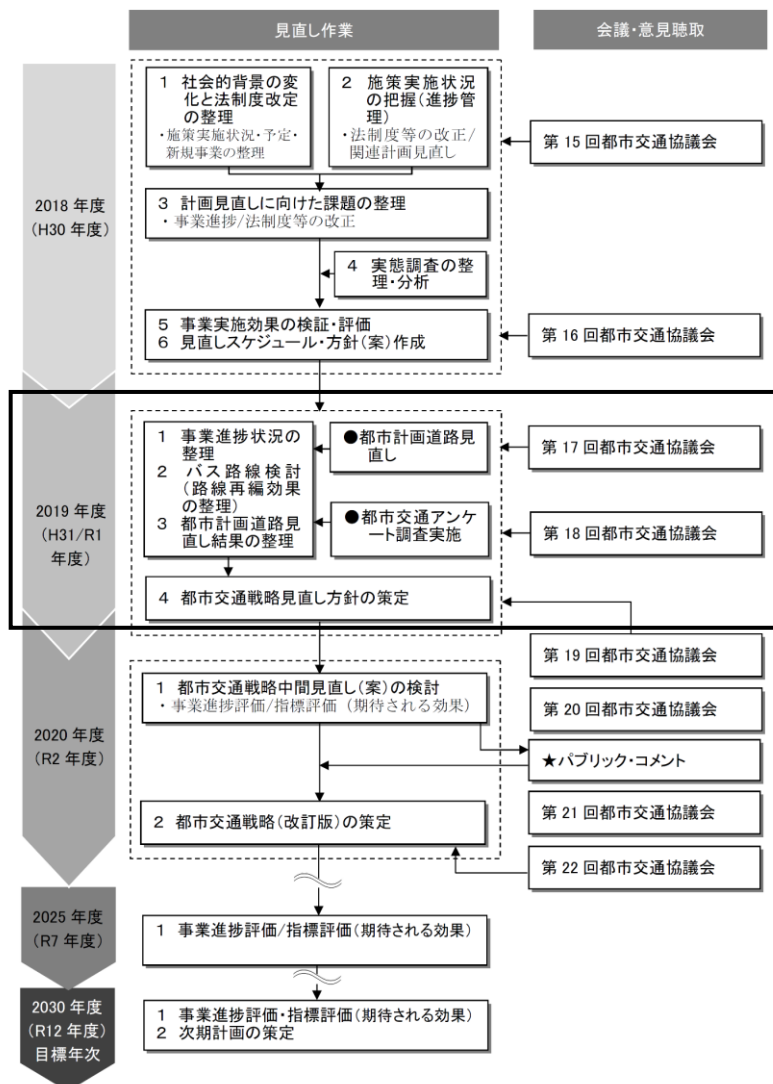 見直し作業
会議・意見聴取
2018 年度
(H30 年度)
1 社会的背景の変
化と法制度改定
の整理
・施策実施状況・予定・
新規事業の整理
2 施策実施状況
の把握(進捗管
理)
・法制度等の改正/
関連計画見直し
第 15 回都市交通協議会
3 計画見直しに向けた課題の整理
・事業進捗/法制度等の改正
4 実態調査の整
理・分析
5 事業実施効果の検証・評価
6 見直しスケジュール・方針(案)作成
第 16 回都市交通協議会
2019 年度
(H31/R1
年度)
1 事業進捗状況の
整理
2 バス路線検討
(路線再編効果
の整理)
3 都市計画道路見
直し結果の整理
●都市計画道路見
直し
第 17 回都市交通協議会
●都市交通アンケ
ート調査実施
第 18 回都市交通協議会
4 都市交通戦略見直し方針の策定
第 19 回都市交通協議会
2020 年度
(R2 年度)
1 都市交通戦略中間見直し(案)の検討
・事業進捗評価/指標評価(期待される効果)
第 20 回都市交通協議会
★パブリック・コメント
2 都市交通戦略(改訂版)の策定
第 21 回都市交通協議会
第 22 回都市交通協議会
2025 年度
(R7 年度)
1 事業進捗評価/指標評価(期待される効果)
2030 年度
(R12 年度)
目標年次
1 事業進捗評価・指標評価(期待される効果)
2 次期計画の策定